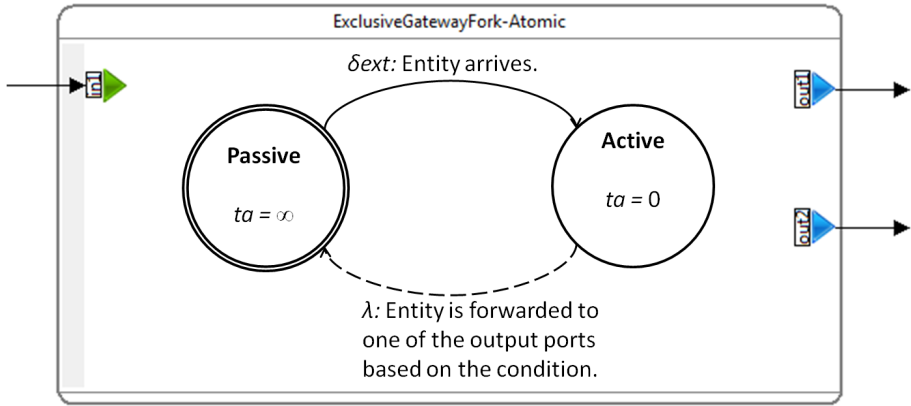 ExclusiveGatewayFork-Atomic
δext: Entity arrives.
in1
out1
Passive
Active
ta = ∞
ta = 0
out2
λ: Entity is forwarded to
one of the output ports
based on the condition.